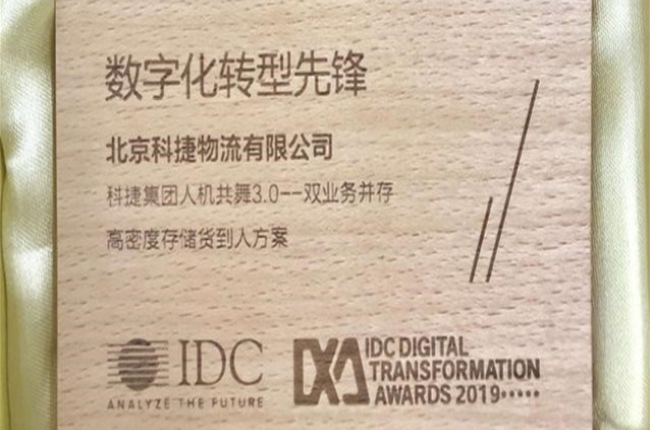 数字化转型先锋
北京科捷物流有限公司
科捷集团人机共舞3.0--双业务并存
高密度存储货到人方案
IDC
ANALYZE THE FUTURE
DXA
IDC DIGITAL
TRANSFORMATION
AWARDS 2019·····